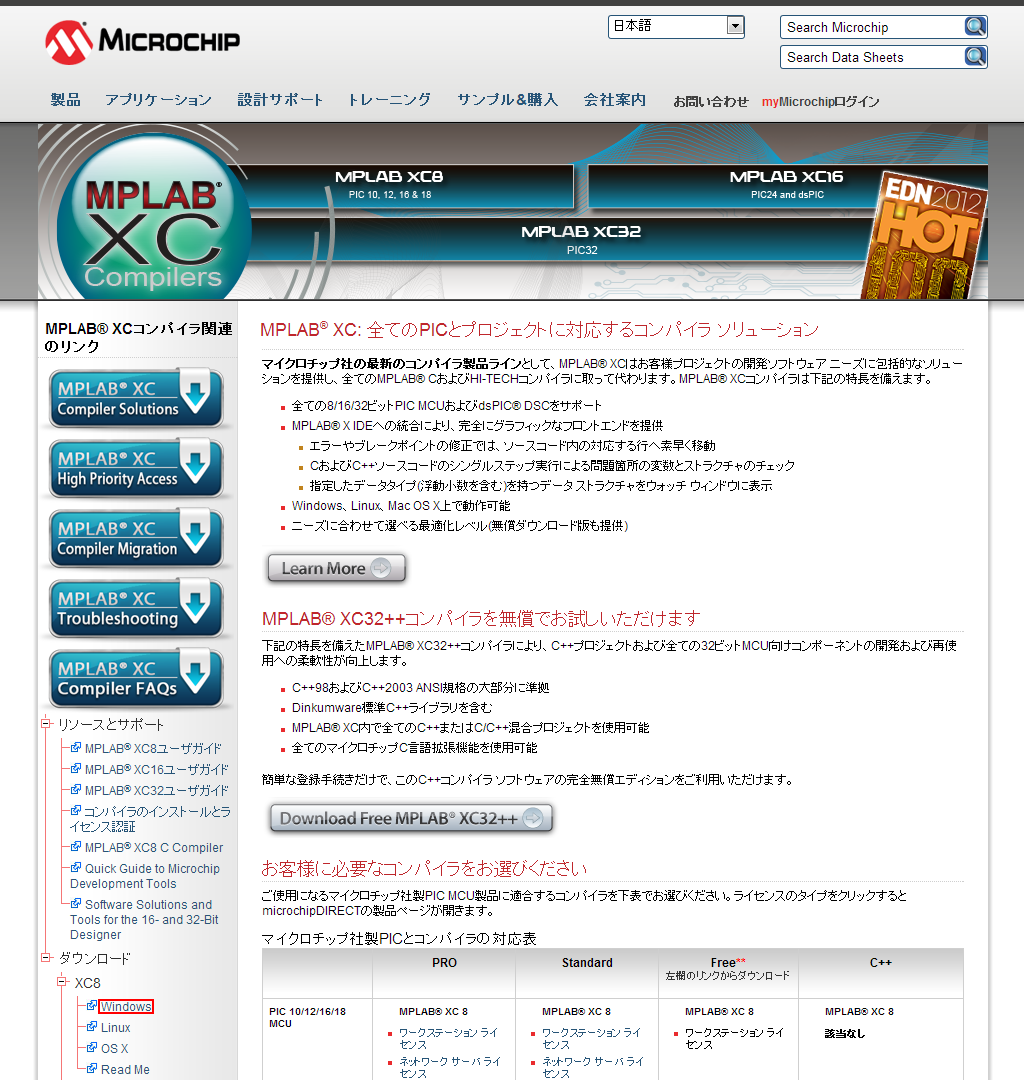 MICROCHIP
日本語
Search Microchip
Search Data Sheets
製品 アプリケーション 設計サポート トレーニング サンプル&購入 会社案内 お問い合わせ myMicrochipログイン
MPLAB®
XC
Compilers
MPLAB XC8
PIC 10, 12, 16 & 18
MPLAB XC16
PIC24 and dsPIC
MPLAB XC32
PIC32
EDN2012
HOT
100
MPLAB® XCコンパイラ関連
のリンク
MPLAB® XC
Compiler Solutions
MPLAB® XC
High Priority Access
MPLAB® XC
Compiler Migration
MPLAB® XC
Troubleshooting
MPLAB® XC
Compiler FAQs
リソースとサポート
MPLAB® XC8ユーザガイド
MPLAB® XC16ユーザガイド
MPLAB® XC32ユーザガイド
コンパイラのインストールとラ
イセンス認証
MPLAB® XC8 C Compiler
Quick Guide to Microchip
Development Tools
Software Solutions and
Tools for the 16- and 32-Bit
Designer
ダウンロード
XC8
Windows
Linux
OS X
Read Me
MPLAB® XC: 全てのPICとプロジェクトに対応するコンパイラ ソリューション
マイクロチップ社の最新のコンパイラ製品ラインとして、MPLAB® XCはお客様プロジェクトの開発ソフトウェア ニーズに包括的なソリュー
ションを提供し、全てのMPLAB® CおよびHI-TECHコンパイラに取って代わります。MPLAB® XCコンパイラは下記の特長を備えます。
全ての8/16/32ビットPIC MCUおよびdsPIC® DSCをサポート
MPLAB® X IDEへの統合により、完全にグラフィックなフロントエンドを提供
エラーやブレークポイントの修正では、ソースコード内の対応する行へ素早く移動
CおよびC++ソースコードのシングルステップ実行による問題箇所の変数とストラクチャのチェック
指定したデータタイプ(浮動小数を含む)を持つデータ ストラクチャをウォッチ ウィンドウに表示
Windows、Linux、Mac OS X上で動作可能
ニーズに合わせて選べる最適化レベル(無償ダウンロード版も提供)
Learn More
MPLAB® XC32++コンパイラを無償でお試しいただけます
下記の特長を備えたMPLAB® XC32++コンパイラにより、C++プロジェクトおよび全ての32ビットMCU向けコンポーネントの開発および再使
用への柔軟性が向上します。
C++98およびC++2003 ANSI規格の大部分に準拠
Dinkumware標準C++ライブラリを含む
MPLAB® XC内で全てのC++またはC/C++混合プロジェクトを使用可能
全てのマイクロチップC言語拡張機能を使用可能
簡単な登録手続きだけで、このC++コンパイラ ソフトウェアの完全無償エディションをご利用いただけます。
Download Free MPLAB® XC32++
お客様に必要なコンパイラをお選びください
ご使用になるマイクロチップ社製PIC MCU製品に適合するコンパイラを下表でお選びください。ライセンスのタイプをクリックすると
microchipDIRECTの製品ページが開きます。
マイクロチップ社製PICとコンパイラの対応表
PRO Standard Free** C++
左欄のリンクからダウンロード
PIC 10/12/16/18 MPLAB® XC 8 MPLAB® XC 8 MPLAB® XC 8 MPLAB® XC 8
MCU
ワークステーション ライ ワークステーション ライ ワークステーション ライ 該当なし
センス センス センス
ネットワーク サーバ ライ ネットワーク サーバ ライ
センス センス